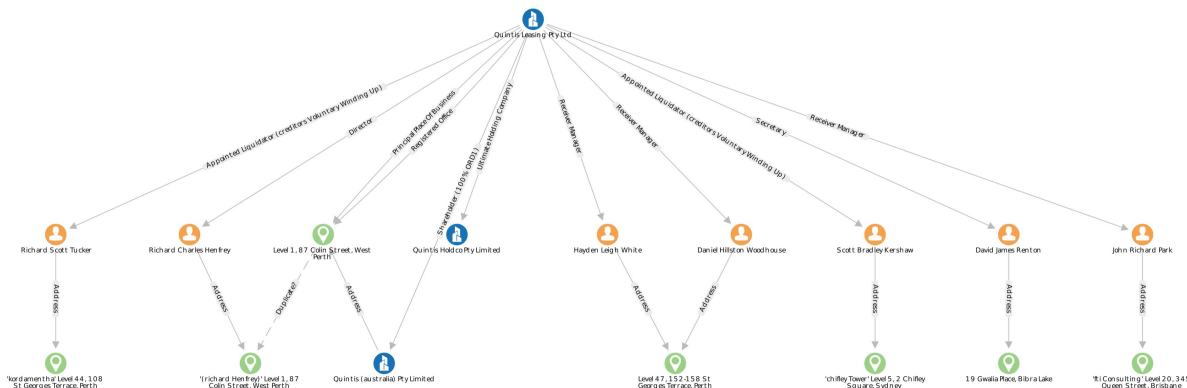 Quintis Leasing Pty Ltd
Appointed Liquidator (creditors Voluntary Winding Up)
Director
Principal Place Of Business
Registered Office
Shareholder (100% ORD1)
Ultimate Holding Company
Receiver Manager
Receiver Manager
Appointed Liquidator (creditors Voluntary Winding Up)
Secretary
Receiver Manager
Richard Scott Tucker
Richard Charles Henfrey
Level 1, 87 Colin Street, West
Perth
Quintis Holdco Pty Limited
Hayden Leigh White
Daniel Hillston Woodhouse
Scott Bradley Kershaw
David James Renton
John Richard Park
Address
Address
Duplicate?
Address
Address
Address
Address
Address
Address
'kordamentha' Level 44, 108
St Georges Terrace, Perth
'(richard Henfrey)' Level 1, 87
Colin Street, West Perth
Quintis (australia) Pty Limited
Level 47, 152-158 St
Georges Terrace, Perth
'chifley Tower' Level 5, 2 Chifley
Square, Sydney
19 Gwalia Place, Bibra Lake
'fti Consulting' Level 20, 345
Queen Street, Brisbane